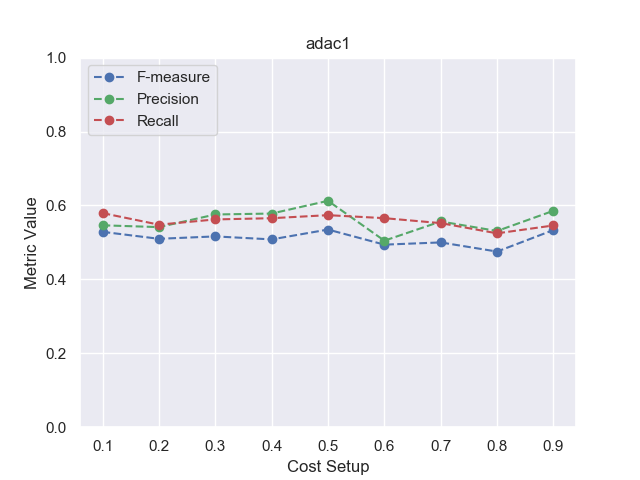 adac1
F-measure
Precision
Recall
1.0
0.8
0.6
0.4
0.2
0.0
Metric Value
0.1 0.2 0.3 0.4 0.5 0.6 0.7 0.8 0.9
Cost Setup